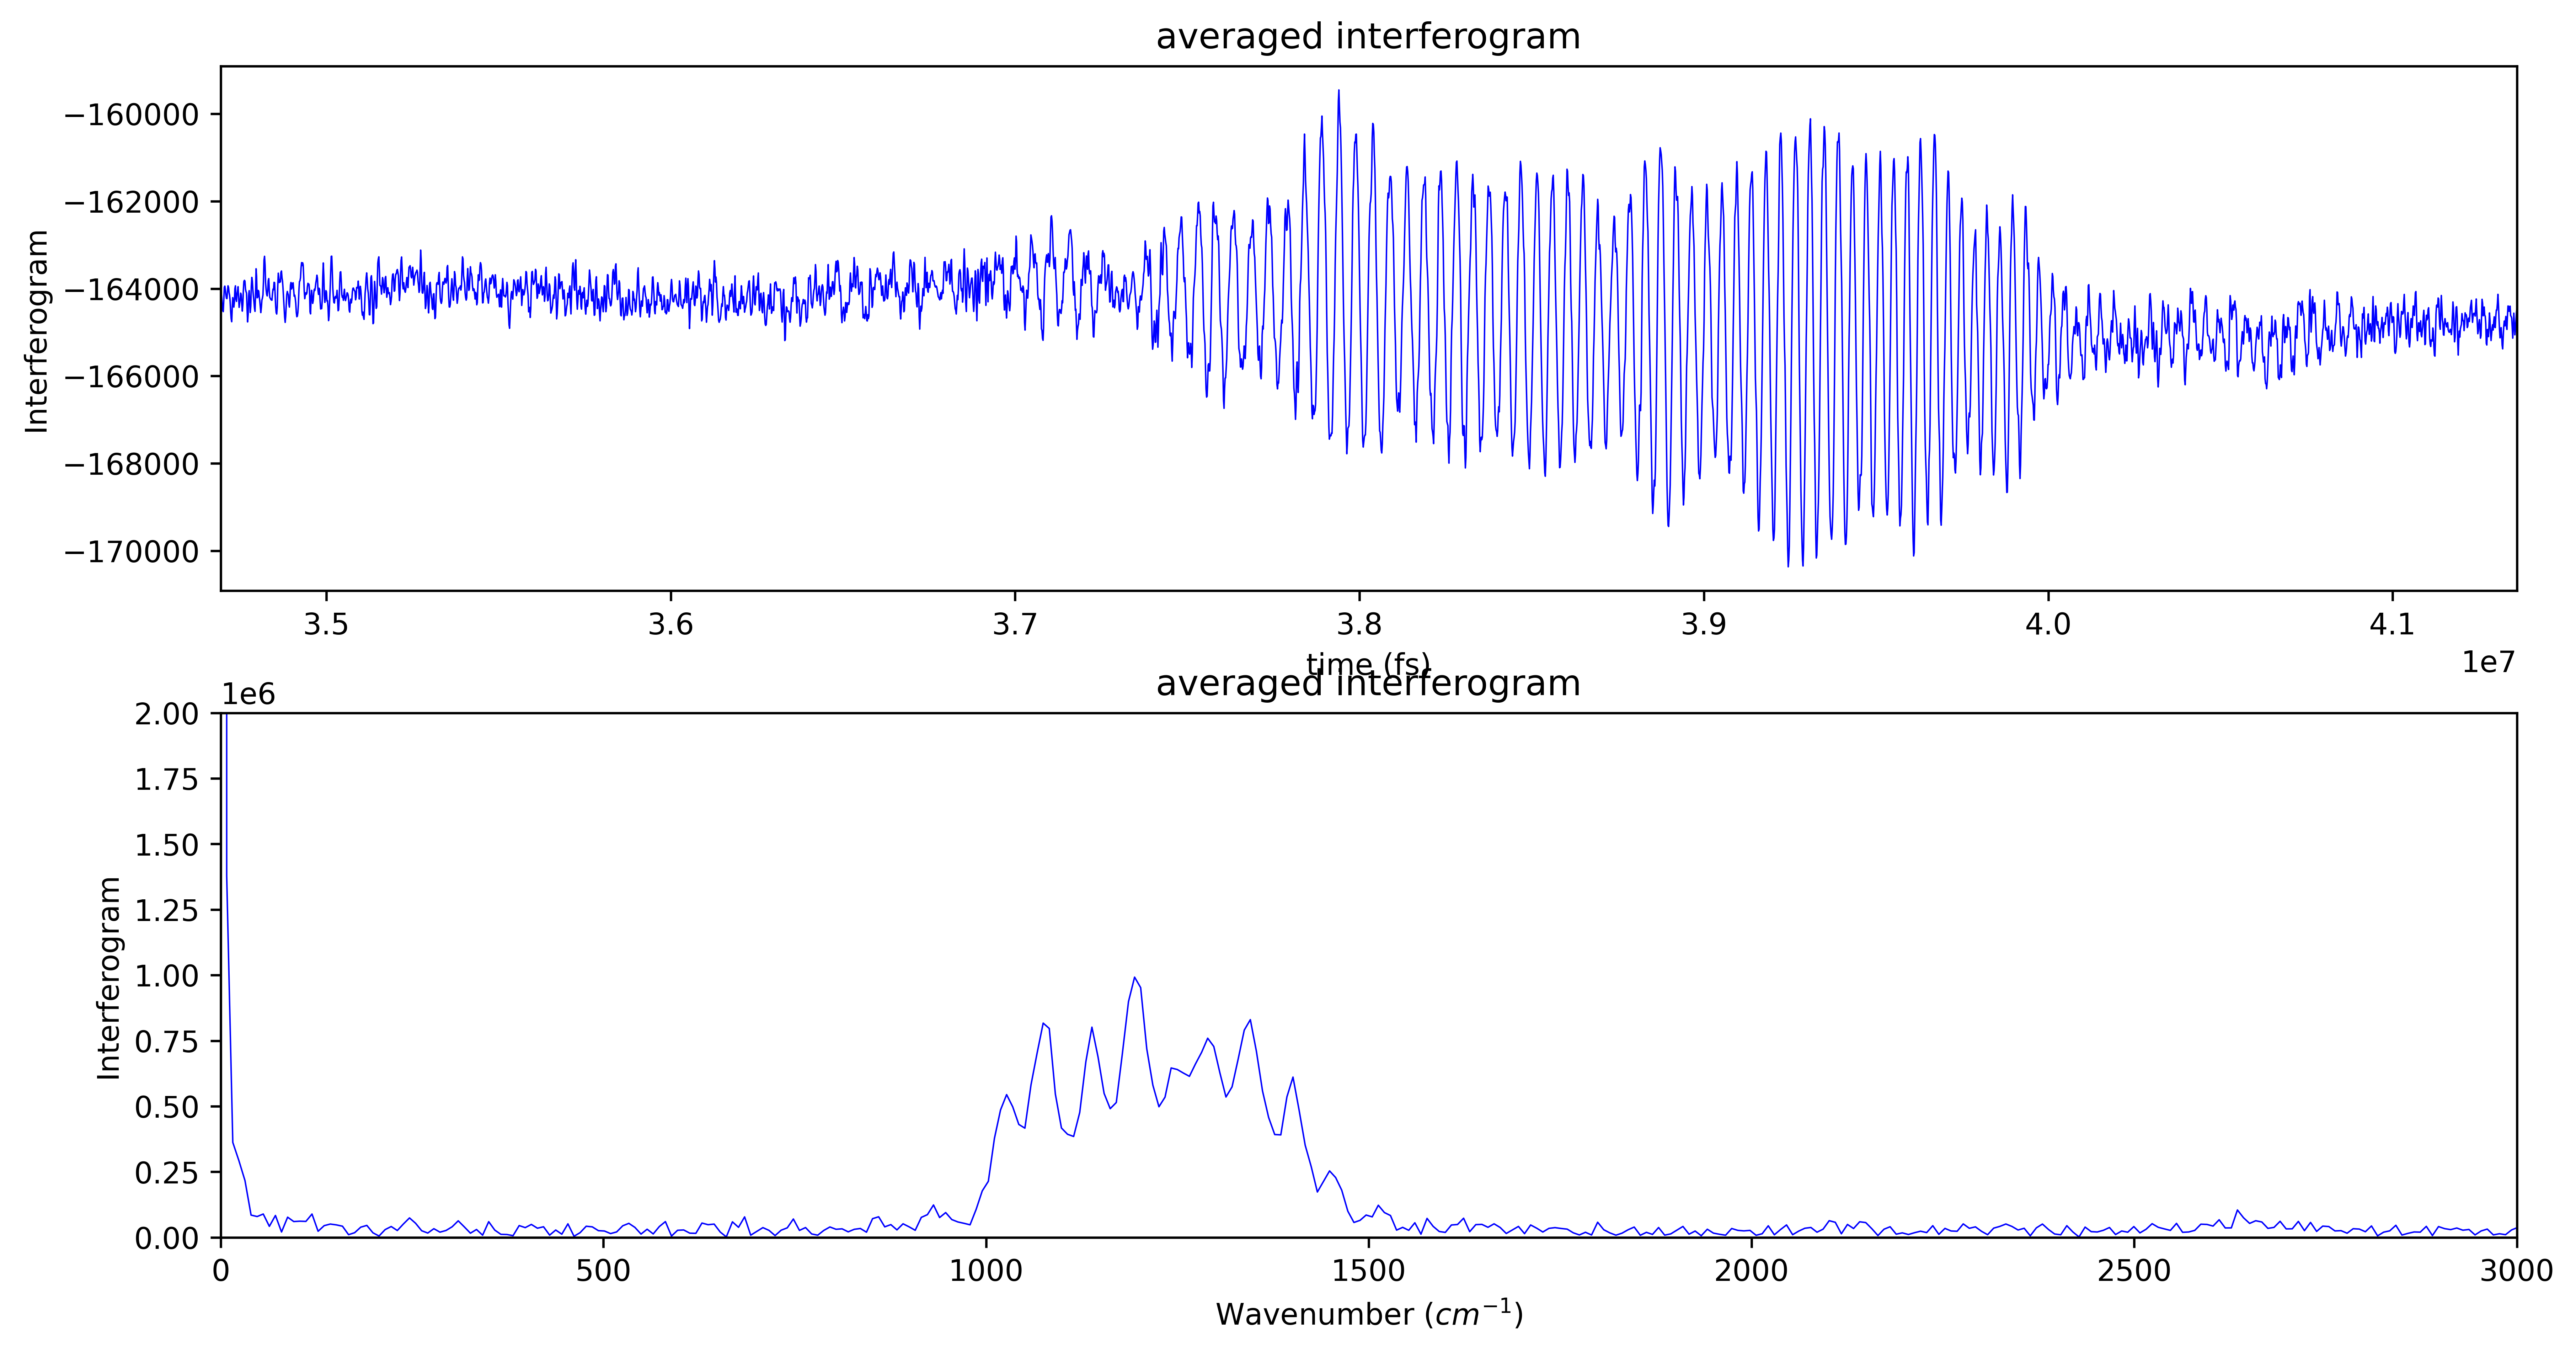 averaged interferogram
Interferogram
−160000
−162000
−164000
−166000
−168000
−170000
3.5 3.6 3.7 3.8 3.9 4.0 4.1
time (fs)
1e7
averaged interferogram
1e6
Interferogram
2.00
1.75
1.50
1.25
1.00
0.75
0.50
0.25
0.00
0 500 1000 1500 2000 2500 3000
Wavenumber (cm⁻¹)